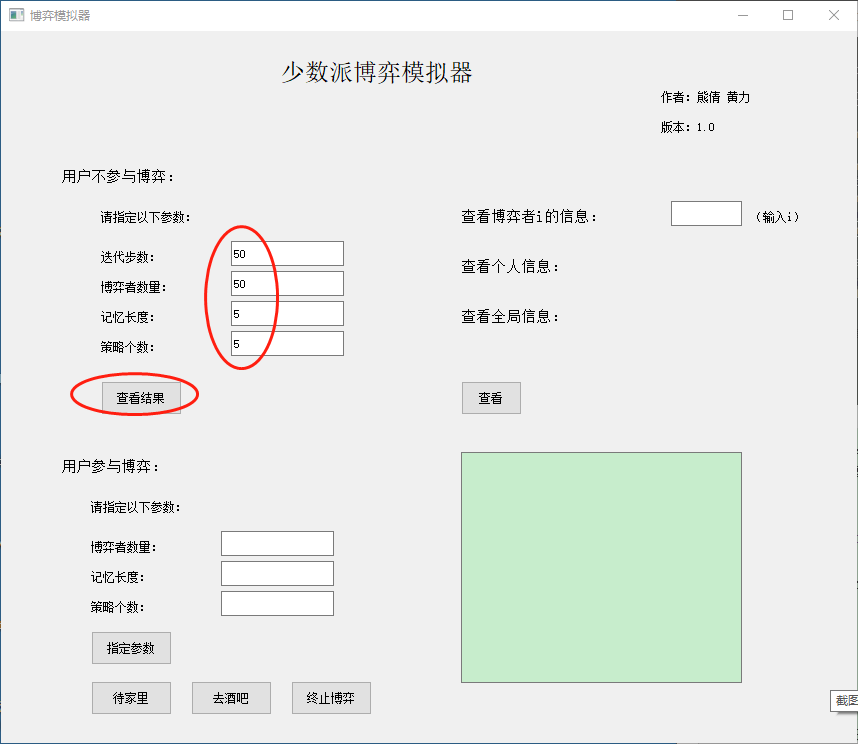 博弈模拟器
少数派博弈模拟器
作者：熊倩 黄力
版本：1.0
用户不参与博弈：
请指定以下参数：
迭代步数： 50
博弈者数量： 50
记忆长度： 5
策略个数： 5
查看结果
查看博弈者i的信息： （输入i）
查看个人信息：
查看全局信息：
查看
用户参与博弈：
请指定以下参数：
博弈者数量：
记忆长度：
策略个数：
指定参数
待家里 去酒吧 终止博弈
截图